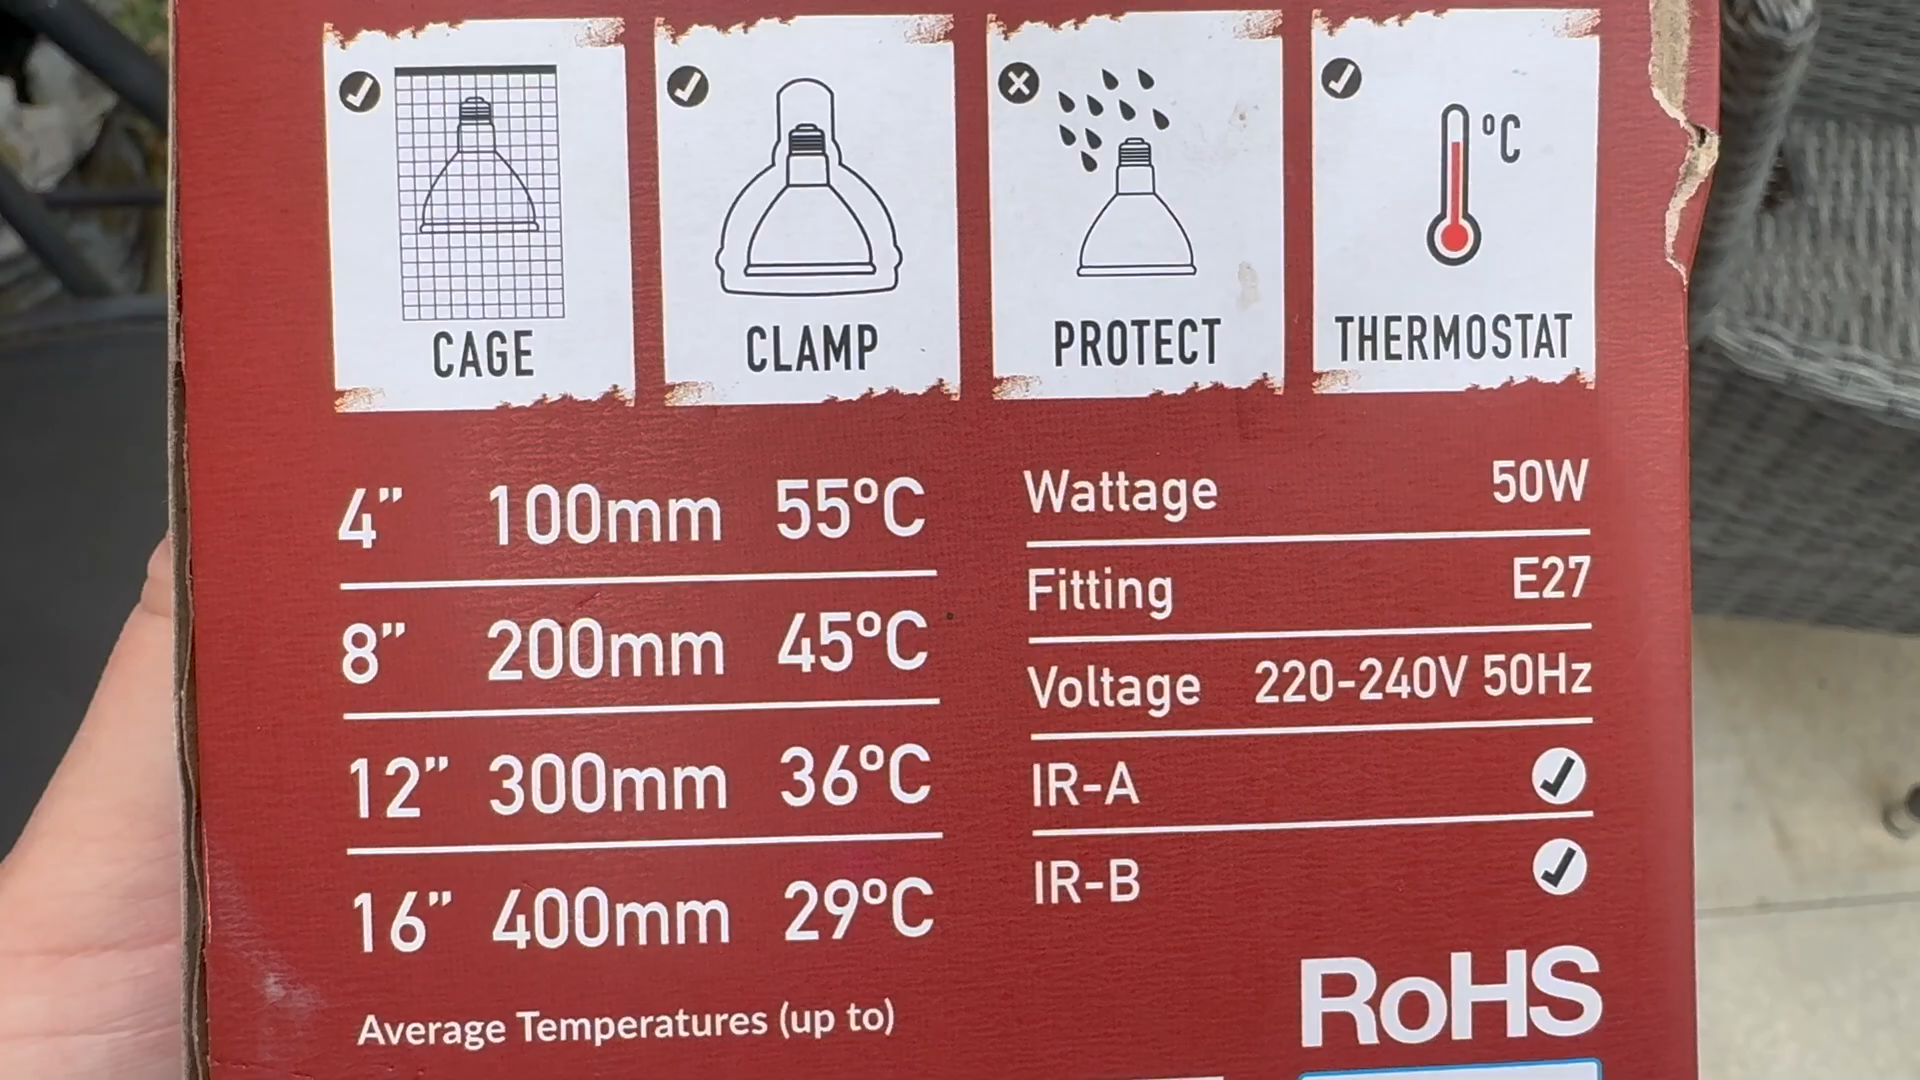 °C
CAGE
CLAMP
PROTECT
THERMOSTAT
4” 100mm 55°C
8” 200mm 45°C
12” 300mm 36°C
16” 400mm 29°C
Average Temperatures (up to)
Wattage 50W
Fitting E27
Voltage 220-240V 50Hz
IR-A
IR-B
RoHS